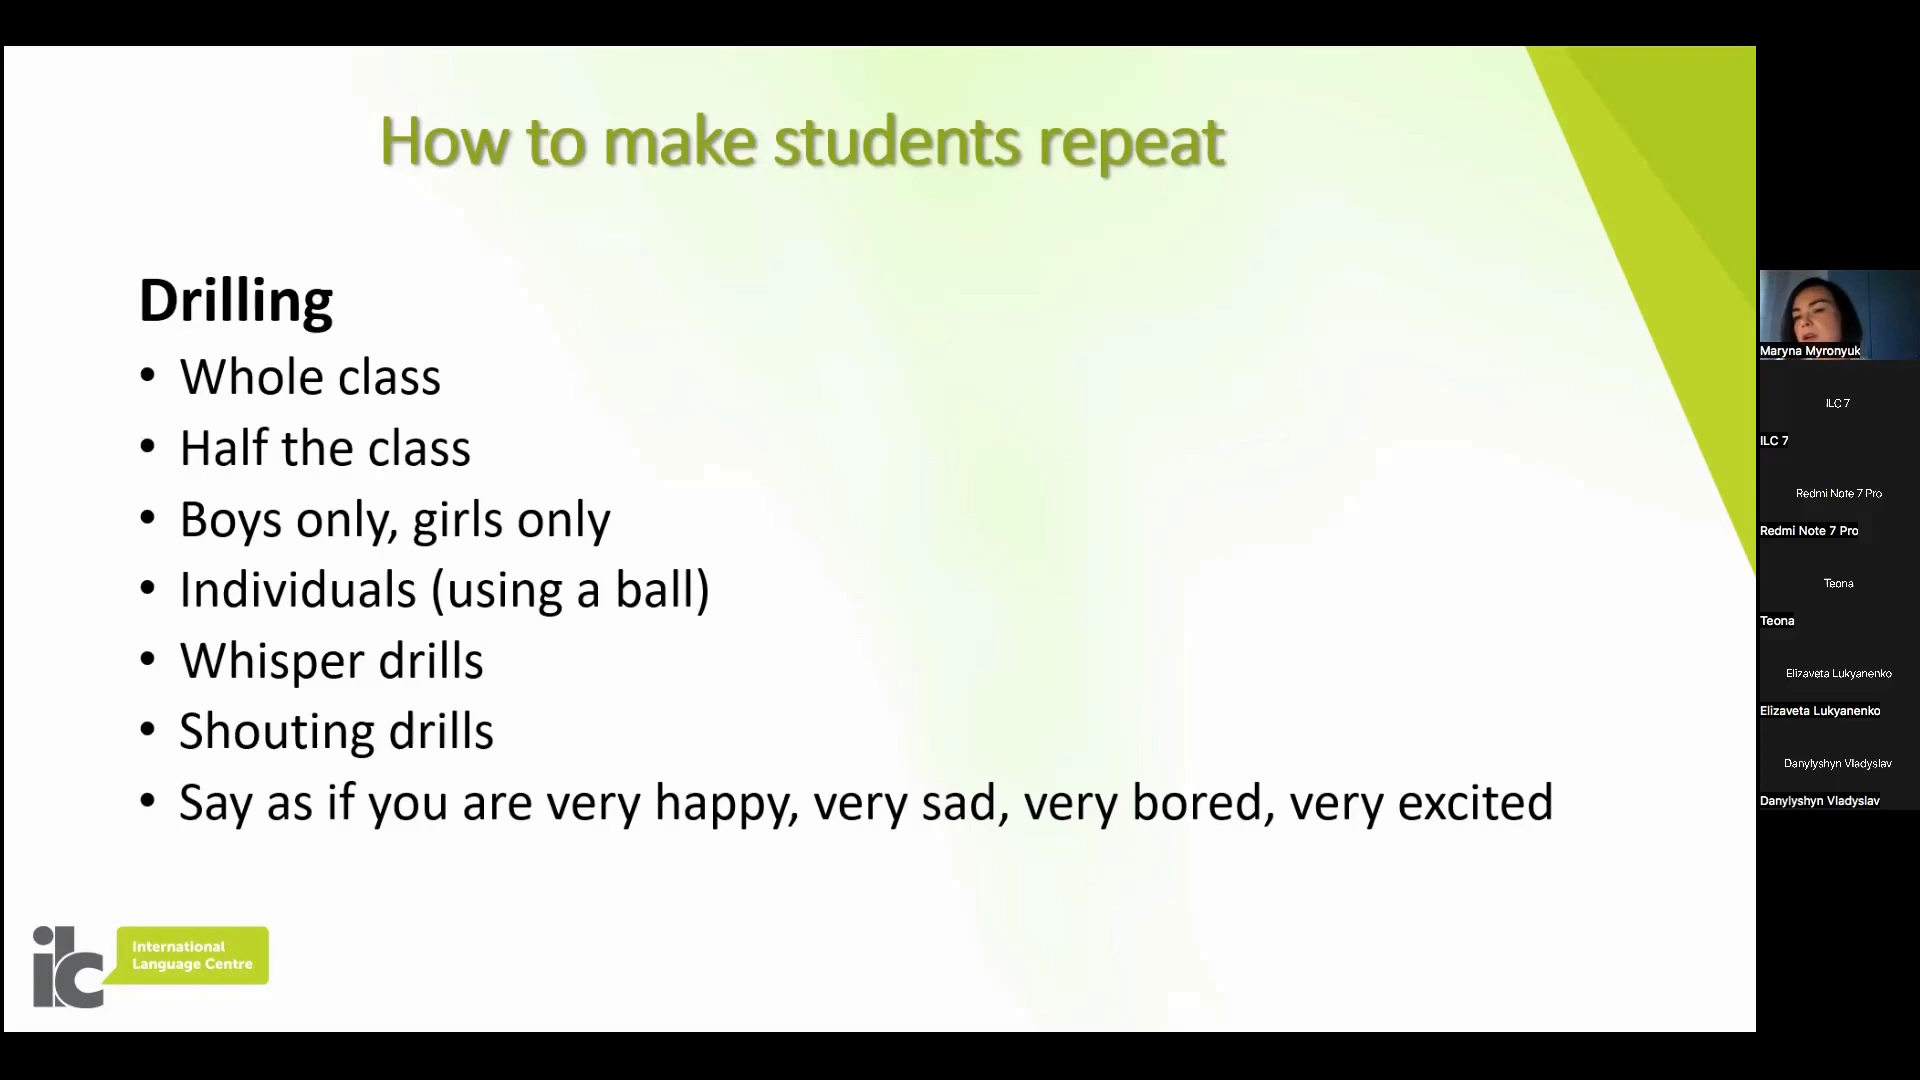 How to make students repeat
Drilling
• Whole class
• Half the class
• Boys only, girls only
• Individuals (using a ball)
• Whisper drills
• Shouting drills
• Say as if you are very happy, very sad, very bored, very excited
ilc
International
Language Centre
Maryna Myronyuk
ILC 7
ILC 7
Redmi Note 7 Pro
Redmi Note 7 Pro
Teona
Teona
Elizaveta Lukyanenko
Elizaveta Lukyanenko
Danylyshyn Vladyslav
Danylyshyn Vladyslav